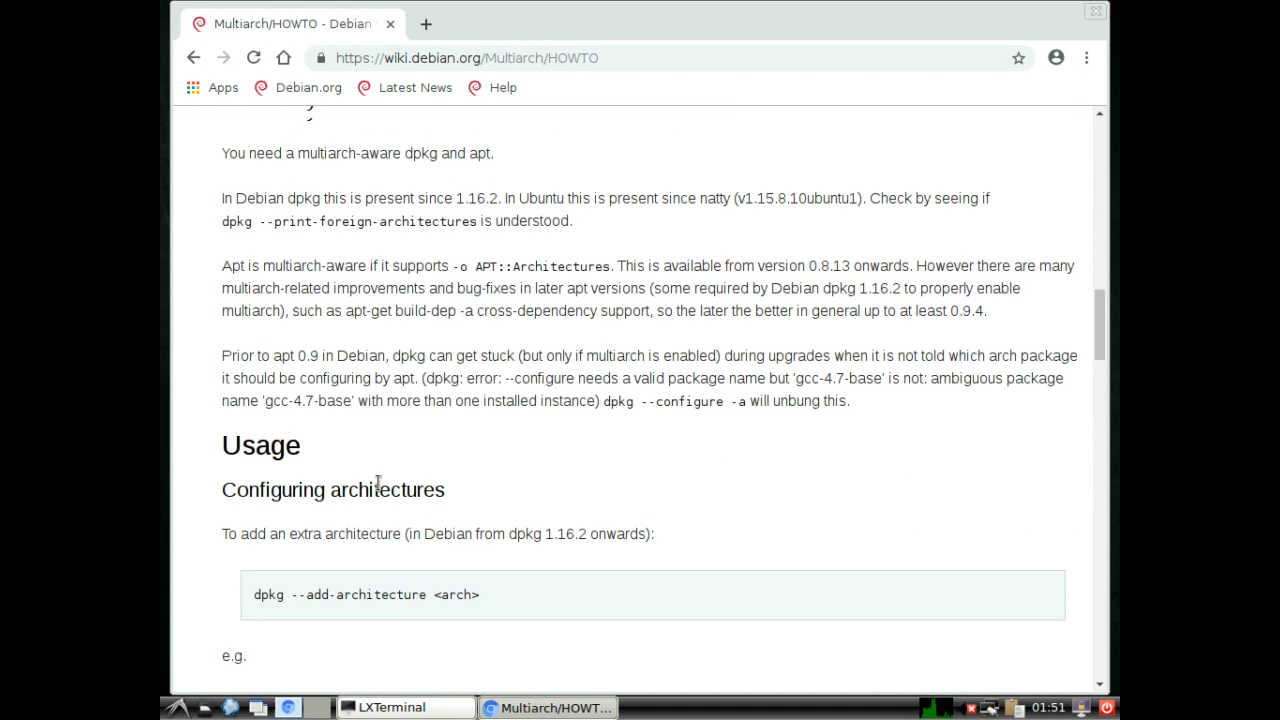 Multiarch/HOWTO - Debian
https://wiki.debian.org/Multiarch/HOWTO
Apps Debian.org Latest News Help
You need a multiarch-aware dpkg and apt.
In Debian dpkg this is present since 1.16.2. In Ubuntu this is present since natty (v1.15.8.10ubuntu1). Check by seeing if
dpkg --print-foreign-architectures is understood.
Apt is multiarch-aware if it supports -o APT::Architectures. This is available from version 0.8.13 onwards. However there are many
multiarch-related improvements and bug-fixes in later apt versions (some required by Debian dpkg 1.16.2 to properly enable
multiarch), such as apt-get build-dep -a cross-dependency support, so the later the better in general up to at least 0.9.4.
Prior to apt 0.9 in Debian, dpkg can get stuck (but only if multiarch is enabled) during upgrades when it is not told which arch package
it should be configuring by apt. (dpkg: error: --configure needs a valid package name but 'gcc-4.7-base' is not: ambiguous package
name 'gcc-4.7-base' with more than one installed instance) dpkg --configure -a will unbung this.
Usage
Configuring architectures
To add an extra architecture (in Debian from dpkg 1.16.2 onwards):
dpkg --add-architecture <arch>
e.g.
LXTerminal Multiarch/HOWT... 01:51